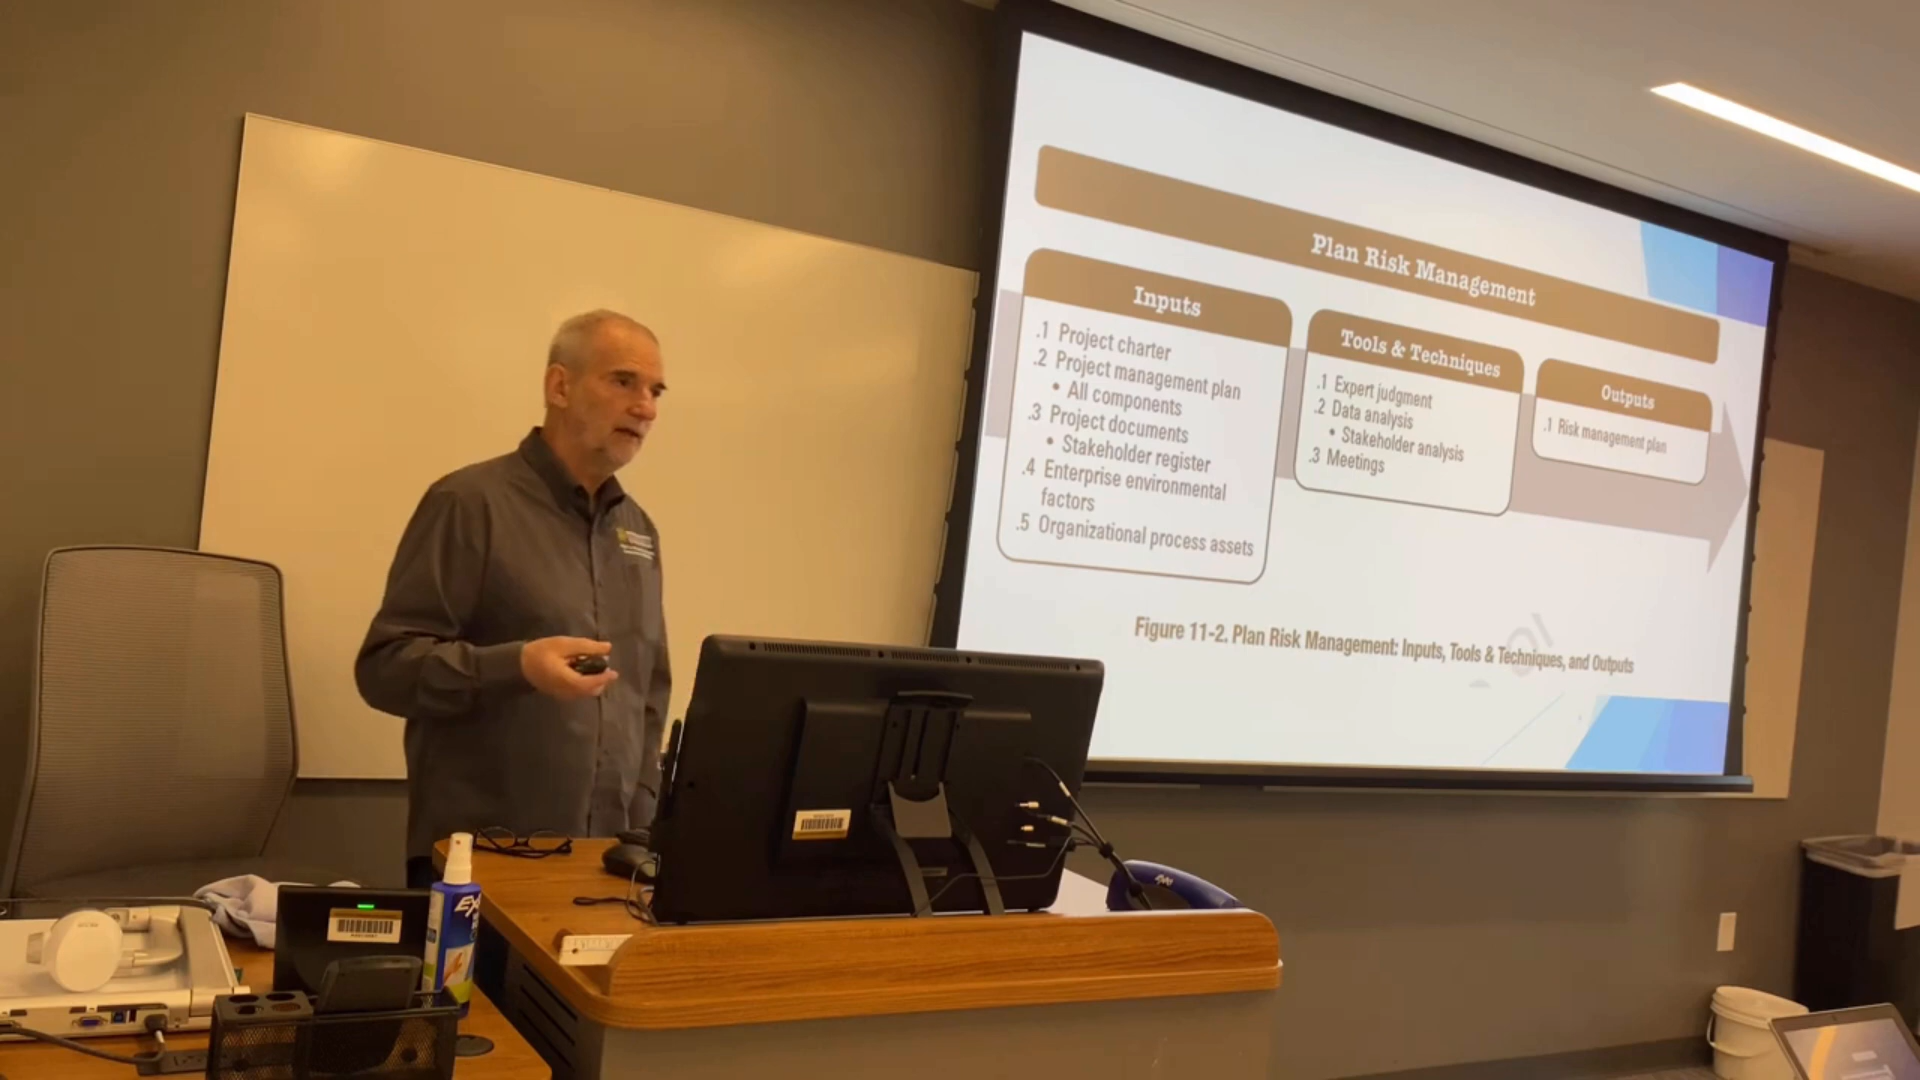 Plan Risk Management
Inputs
.1 Project charter
.2 Project management plan
• All components
.3 Project documents
• Stakeholder register
.4 Enterprise environmental
factors
.5 Organizational process assets
Tools & Techniques
.1 Expert judgment
.2 Data analysis
• Stakeholder analysis
.3 Meetings
Outputs
.1 Risk management plan
Figure 11-2. Plan Risk Management: Inputs, Tools & Techniques, and Outputs